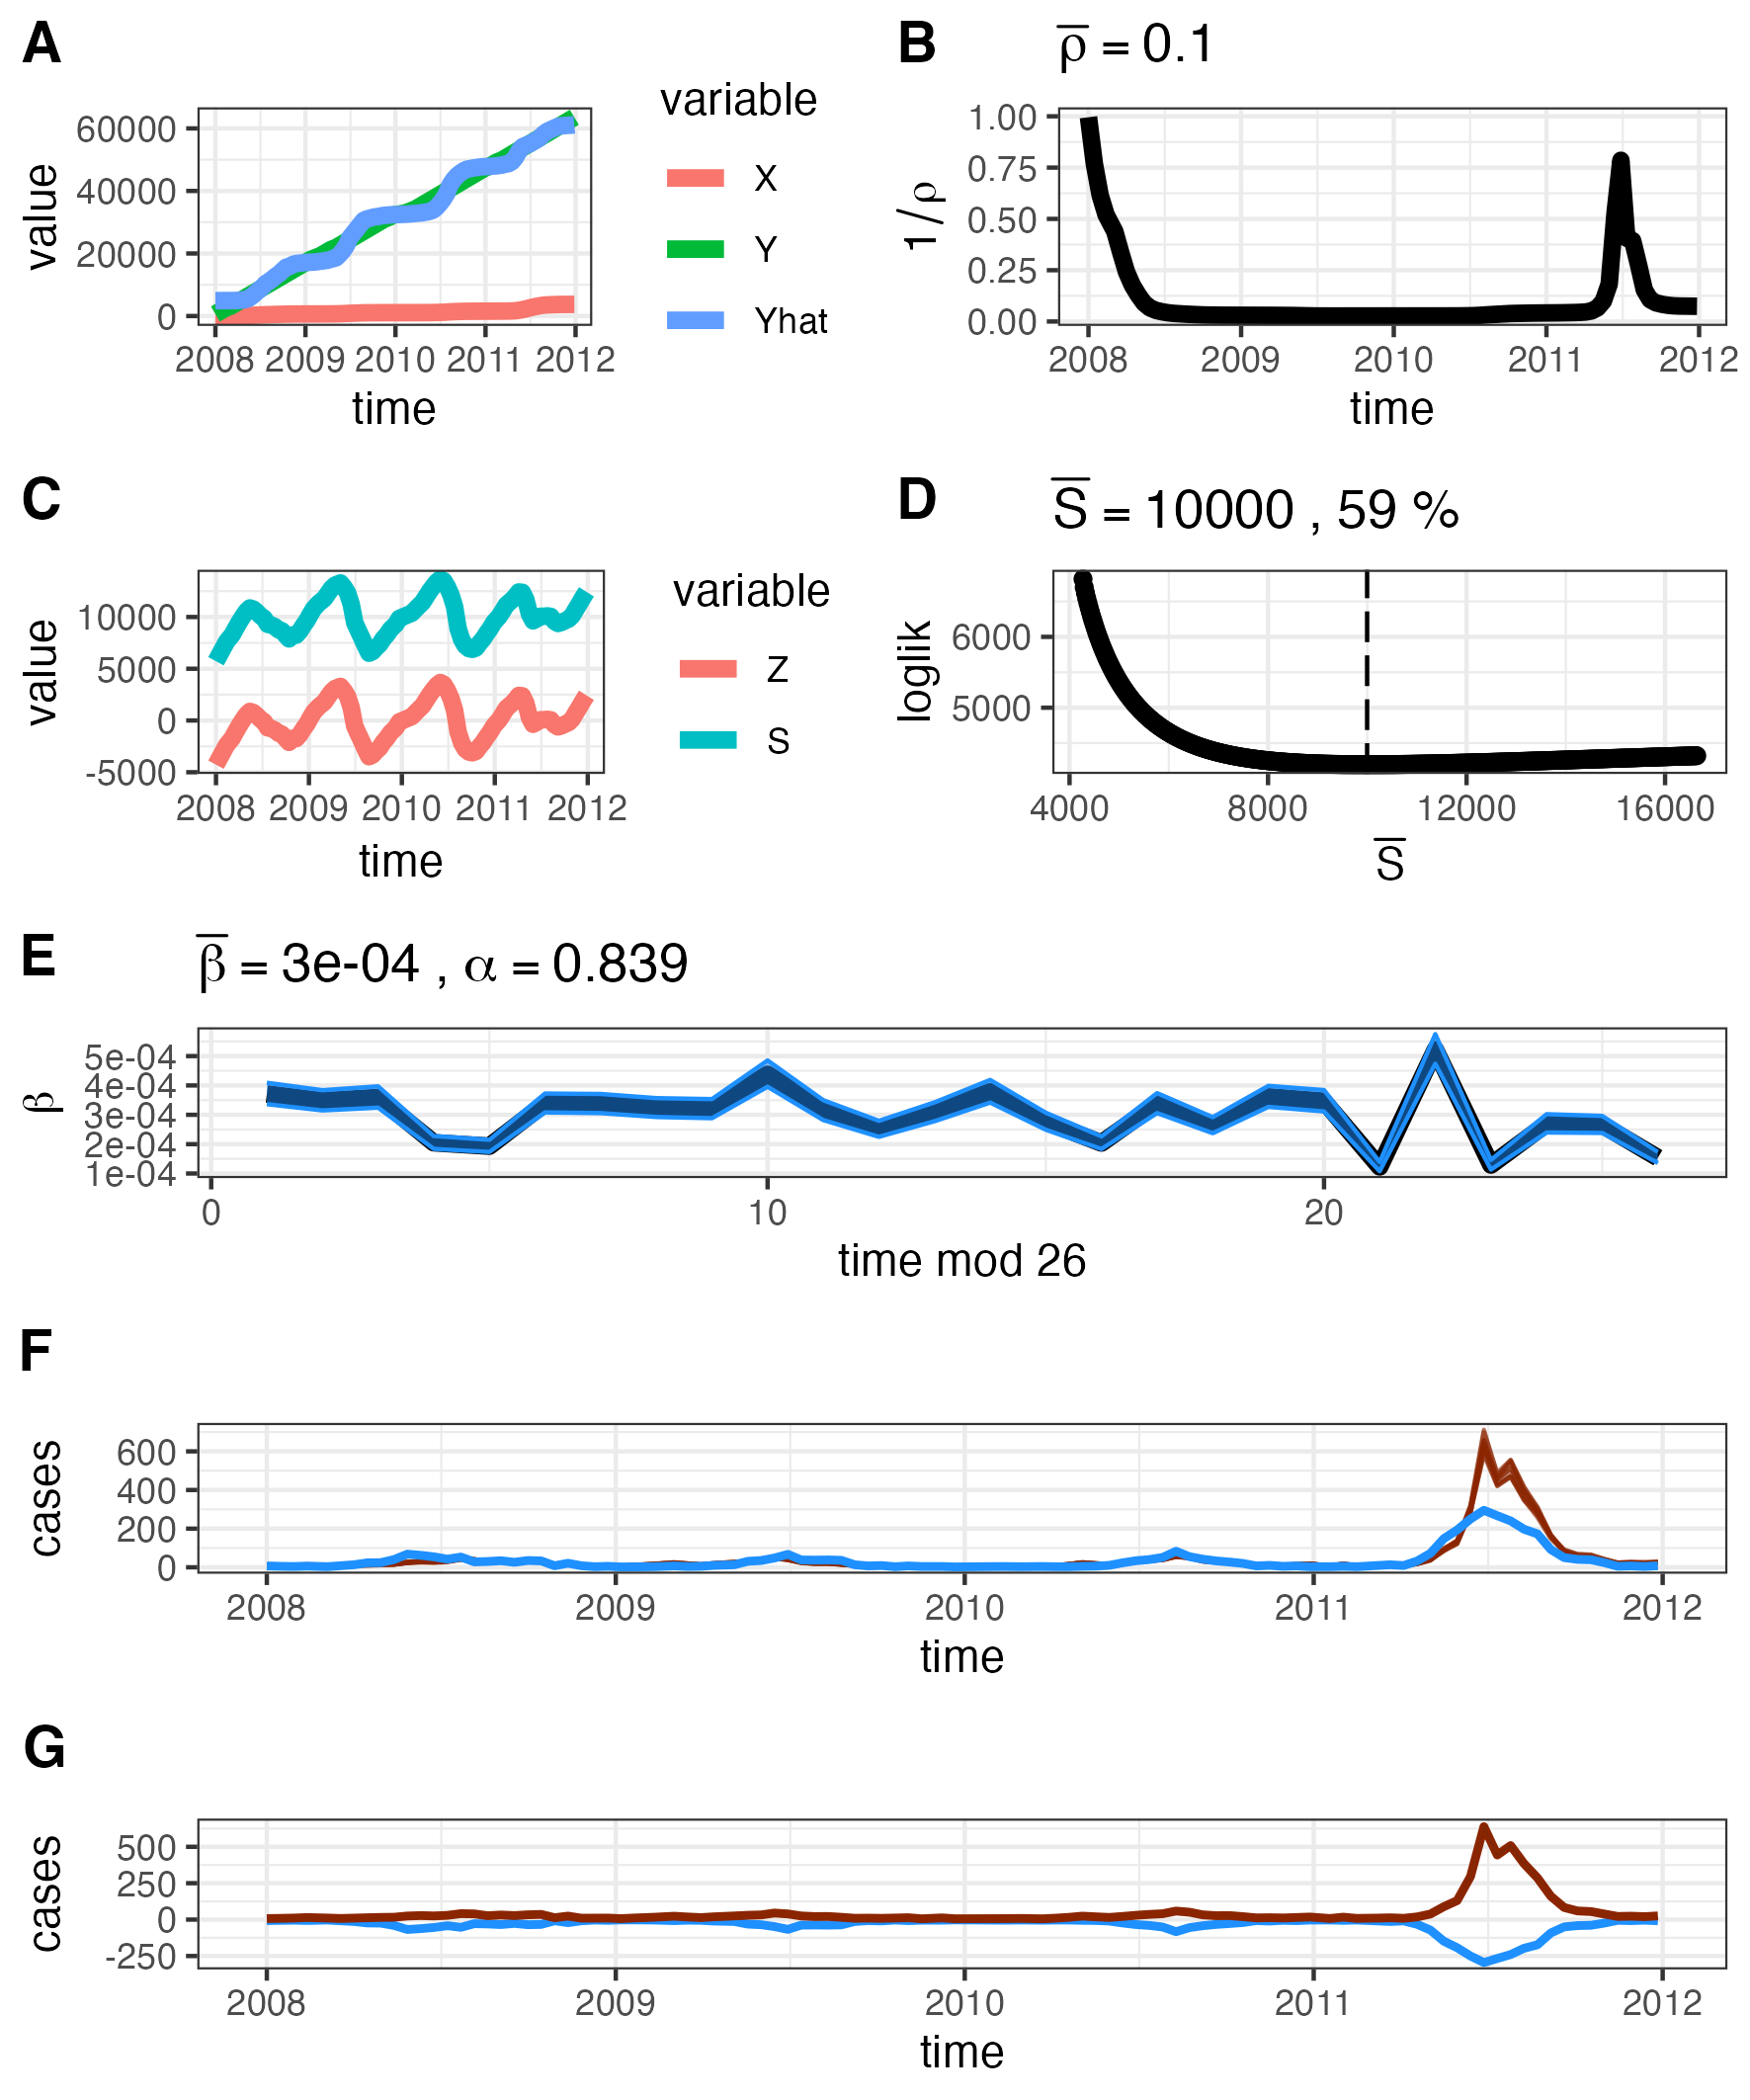 A
variable
X
Y
Yhat
value
60000
40000
20000
0
2008 2009 2010 2011 2012
time
B
ρ̅ = 0.1
1/ρ
1.00
0.75
0.50
0.25
0.00
2008 2009 2010 2011 2012
time
C
variable
Z
S
value
10000
5000
0
-5000
2008 2009 2010 2011 2012
time
D
S̅ = 10000 , 59 %
loglik
6000
5000
4000 8000 12000 16000
S̅
E
β̅ = 3e-04 , α = 0.839
β
5e-04
4e-04
3e-04
2e-04
1e-04
0 10 20
time mod 26
F
cases
600
400
200
0
2008 2009 2010 2011 2012
time
G
cases
500
250
0
-250
2008 2009 2010 2011 2012
time